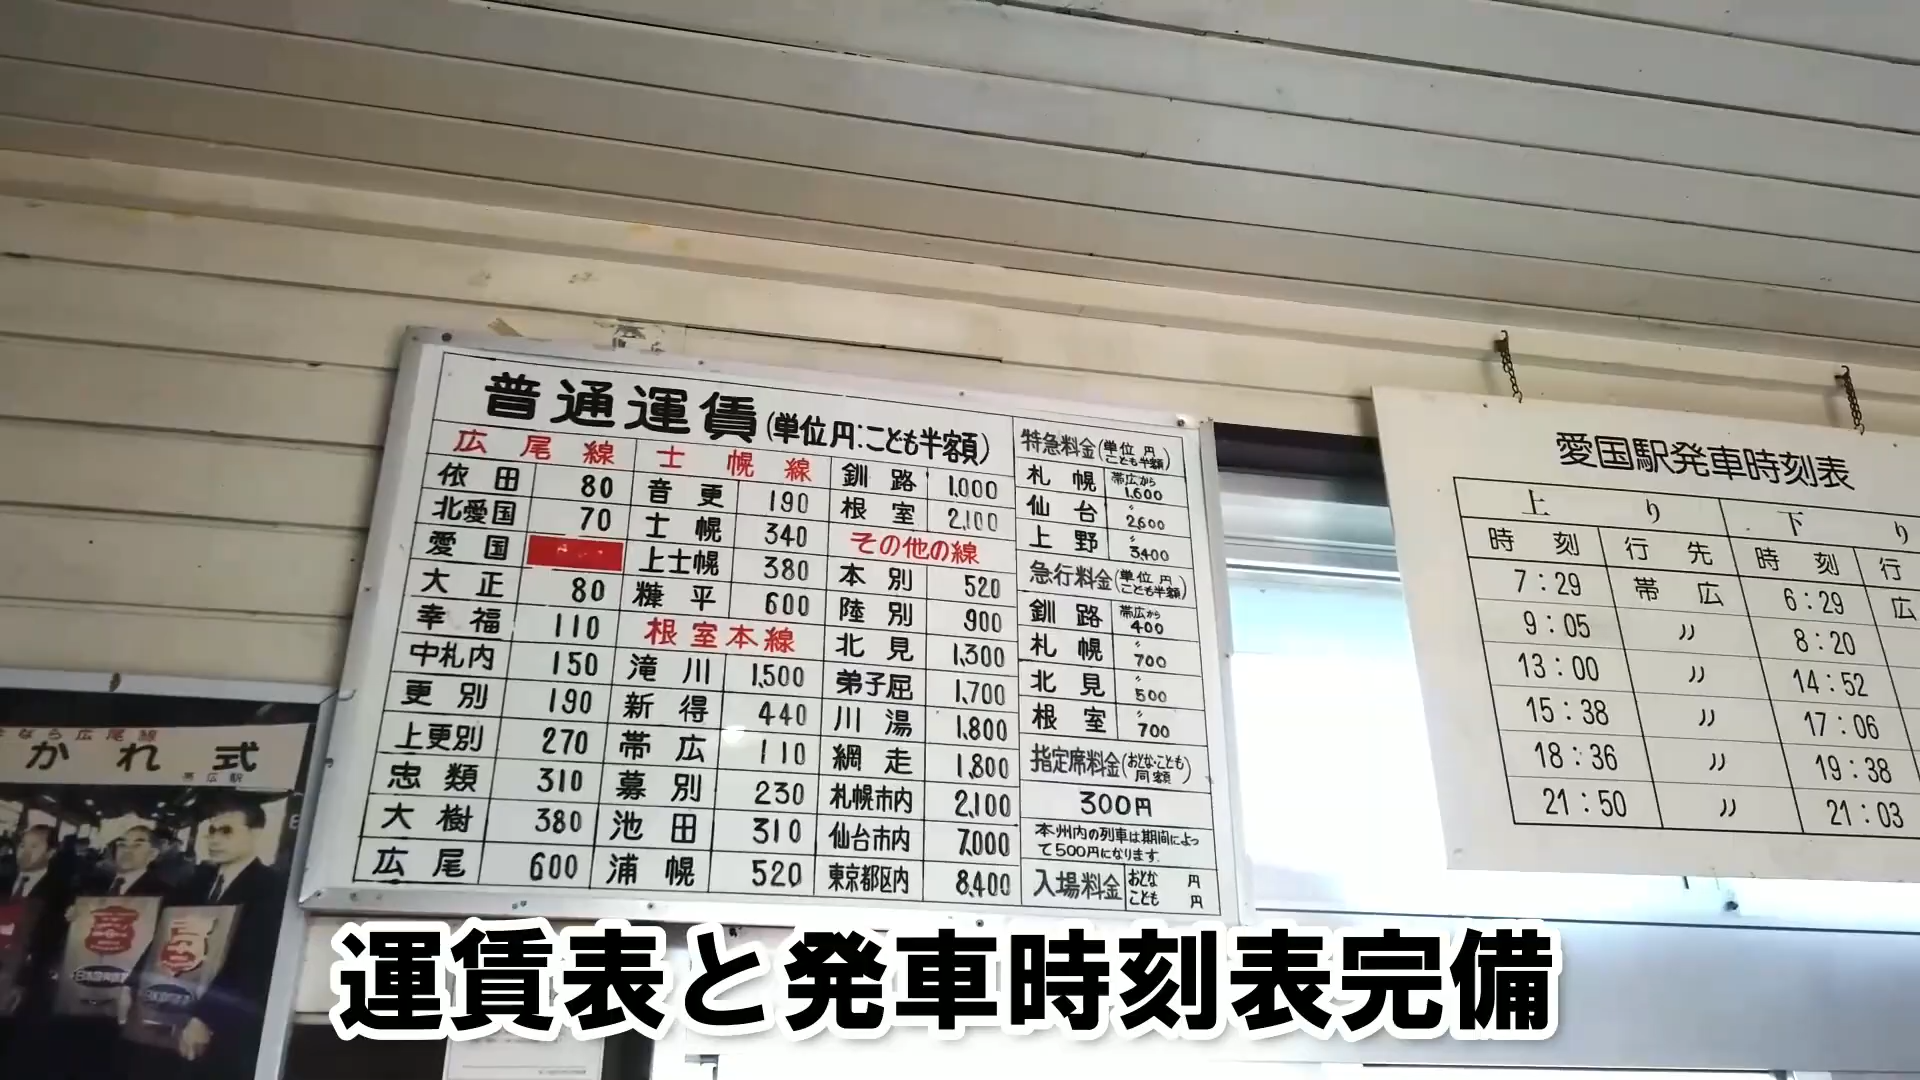 普通運賃(単位円:こども半額)
広尾線
依田 80
北愛国 70
愛国
大正 80
幸福 110
中札内 150
更別 190
上更別 270
忠類 310
大樹 380
広尾 600
士幌線
音更 190
士幌 340
上士幌 380
糠平 600
根室本線
滝川 1,500
新得 440
帯広 110
幕別 230
池田 310
浦幌 520
釧路 1,000
根室 2,100
その他の線
本別 520
陸別 900
北見 1,300
弟子屈 1,700
川湯 1,800
網走 1,800
札幌市内 2,100
仙台市内 7,000
東京都区内 8,400
特急料金(単位円 こども半額)
札幌 帯広から 1,600
仙台 〃 2,600
上野 〃 3,400
急行料金(単位円 こども半額)
釧路 帯広から 400
札幌 〃 700
北見 〃 500
根室 〃 700
指定席料金(おとな・こども同額)
300円
本州内の列車は期間によっ
て500円になります.
入場料金 おとな 円
こども 円
愛国駅発車時刻表
上り 下り
時刻 行先 時刻 行
7:29 帯広 6:29 広
9:05 〃 8:20
13:00 〃 14:52
15:38 〃 17:06
18:36 〃 19:38
21:50 〃 21:03
なら広尾線
かれ式
帯広駅
運賃表と発車時刻表完備